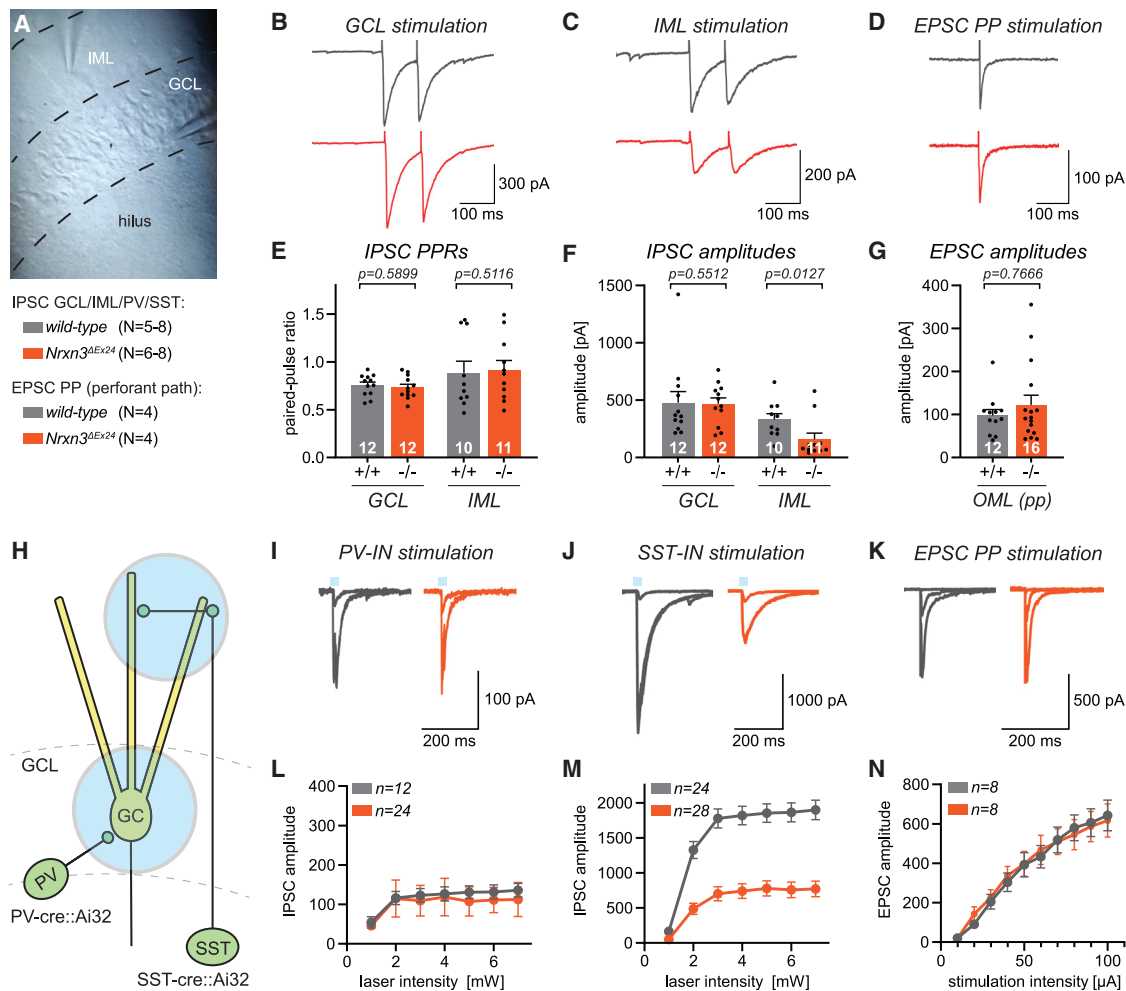 A
IML
GCL
hilus
IPSC GCL/IML/PV/SST:
wild-type (N=5-8)
Nrxn3ΔEx24 (N=6-8)
EPSC PP (perforant path):
wild-type (N=4)
Nrxn3ΔEx24 (N=4)
B
GCL stimulation
300 pA
100 ms
C
IML stimulation
200 pA
100 ms
D
EPSC PP stimulation
100 pA
100 ms
E
IPSC PPRs
p=0.5899
p=0.5116
paired-pulse ratio
2.0
1.5
1.0
0.5
0.0
12
12
10
11
+/+
-/-
+/+
-/-
GCL
IML
F
IPSC amplitudes
p=0.5512
p=0.0127
amplitude [pA]
1500
1000
500
0
12
12
10
11
+/+
-/-
+/+
-/-
GCL
IML
G
EPSC amplitudes
p=0.7666
amplitude [pA]
400
300
200
100
0
12
16
+/+
-/-
OML (pp)
H
GCL
GC
PV
PV-cre::Ai32
SST
SST-cre::Ai32
I
PV-IN stimulation
100 pA
200 ms
J
SST-IN stimulation
1000 pA
200 ms
K
EPSC PP stimulation
500 pA
200 ms
L
n=12
n=24
IPSC amplitude
400
300
200
100
0
0
2
4
6
laser intensity [mW]
M
n=24
n=28
IPSC amplitude
2000
1500
1000
500
0
0
2
4
6
laser intensity [mW]
N
n=8
n=8
EPSC amplitude
800
600
400
200
0
0
50
100
stimulation intensity [µA]